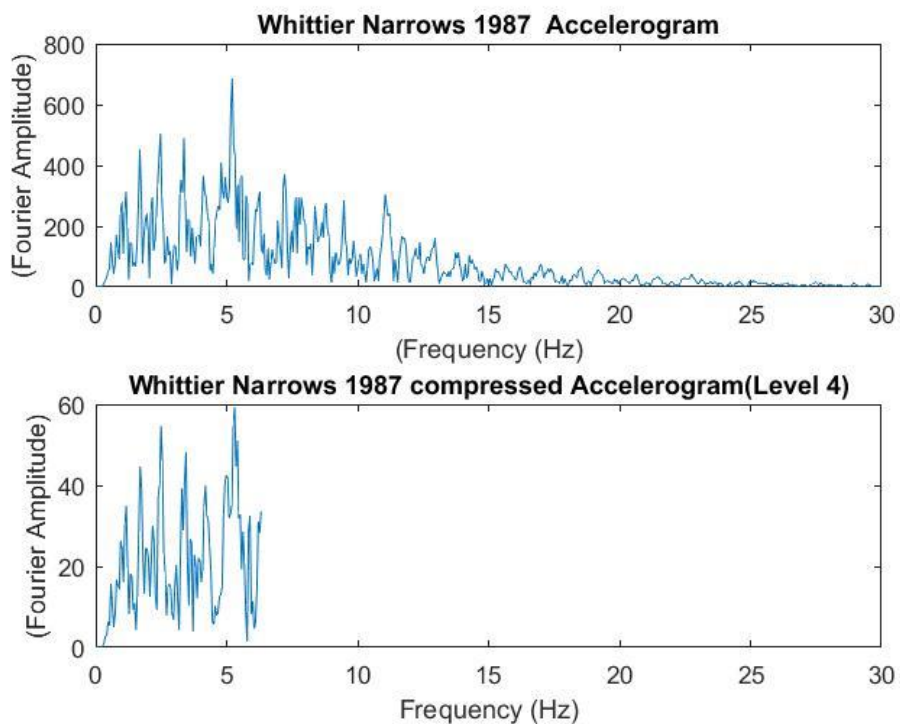 Whittier Narrows 1987  Accelerogram
800
600
400
200
0
(Fourier Amplitude)
0 5 10 15 20 25 30
(Frequency (Hz)
Whittier Narrows 1987 compressed Accelerogram(Level 4)
60
40
20
0
(Fourier Amplitude)
0 5 10 15 20 25 30
Frequency (Hz)